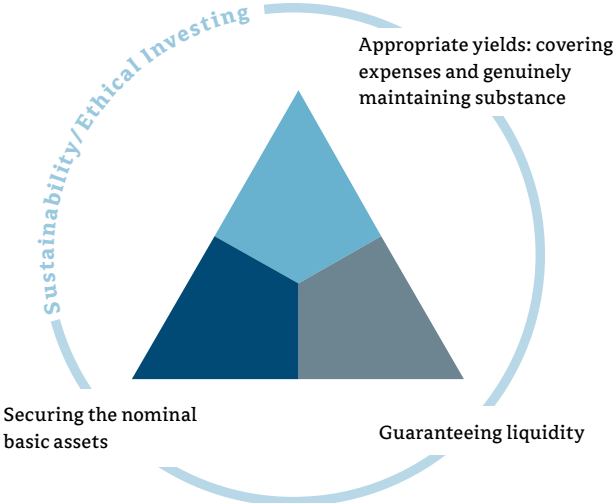 Sustainability/Ethical Investing
Appropriate yields: covering
expenses and genuinely
maintaining substance
Securing the nominal
basic assets
Guaranteeing liquidity